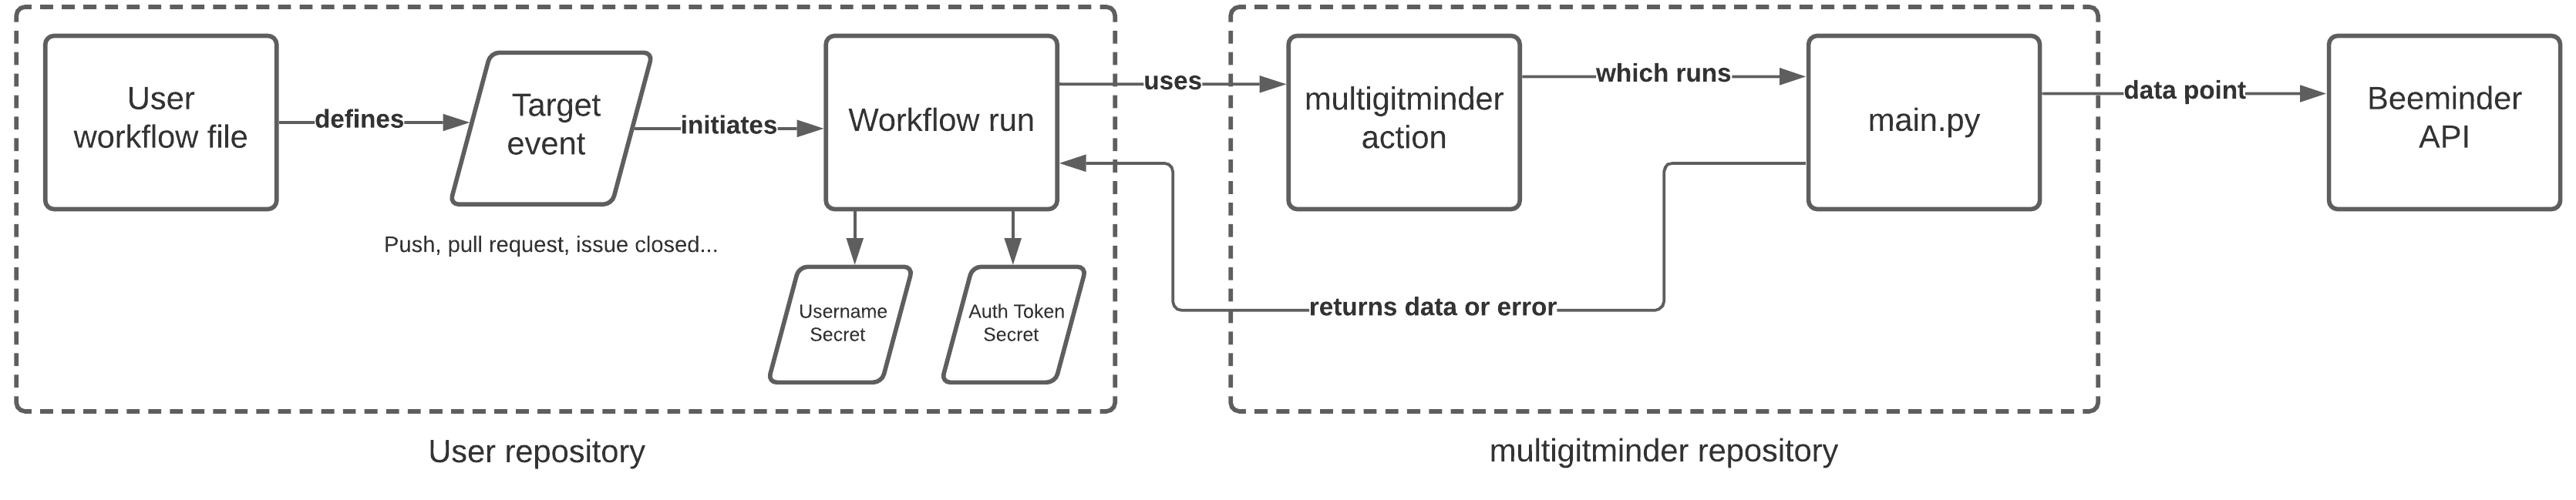 User
workflow file
defines
Target
event
initiates
Workflow run
uses
multigitminder
action
which runs
main.py
data point
Beeminder
API
Push, pull request, issue closed...
Username
Secret
Auth Token
Secret
returns data or error
User repository
multigitminder repository